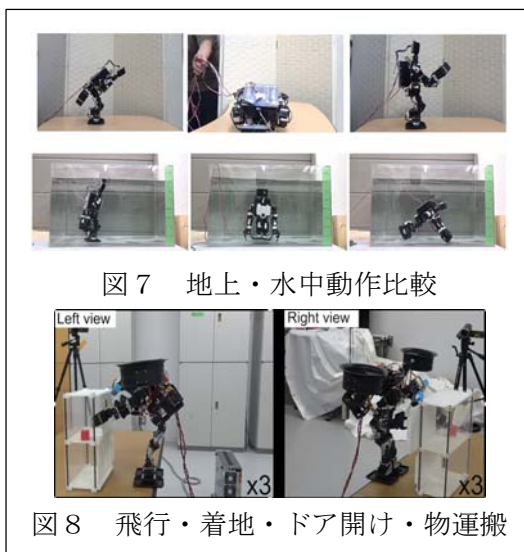 図７　地上・水中動作比較
Left view
Right view
x3
x3
図８　飛行・着地・ドア開け・物運搬